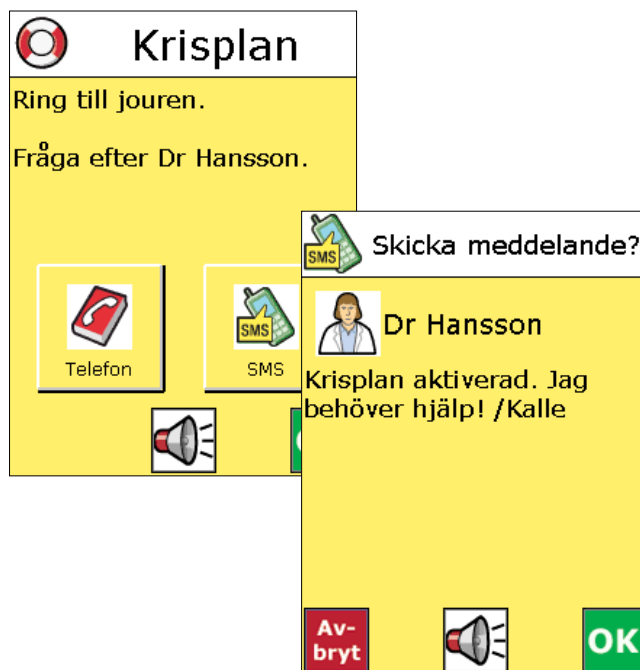 Krisplan
Ring till jouren.
Fråga efter Dr Hansson.
Telefon
SMS
SMS
SMS
Skicka meddelande?
Dr Hansson
Krisplan aktiverad. Jag
behöver hjälp! /Kalle
Av-
bryt
OK